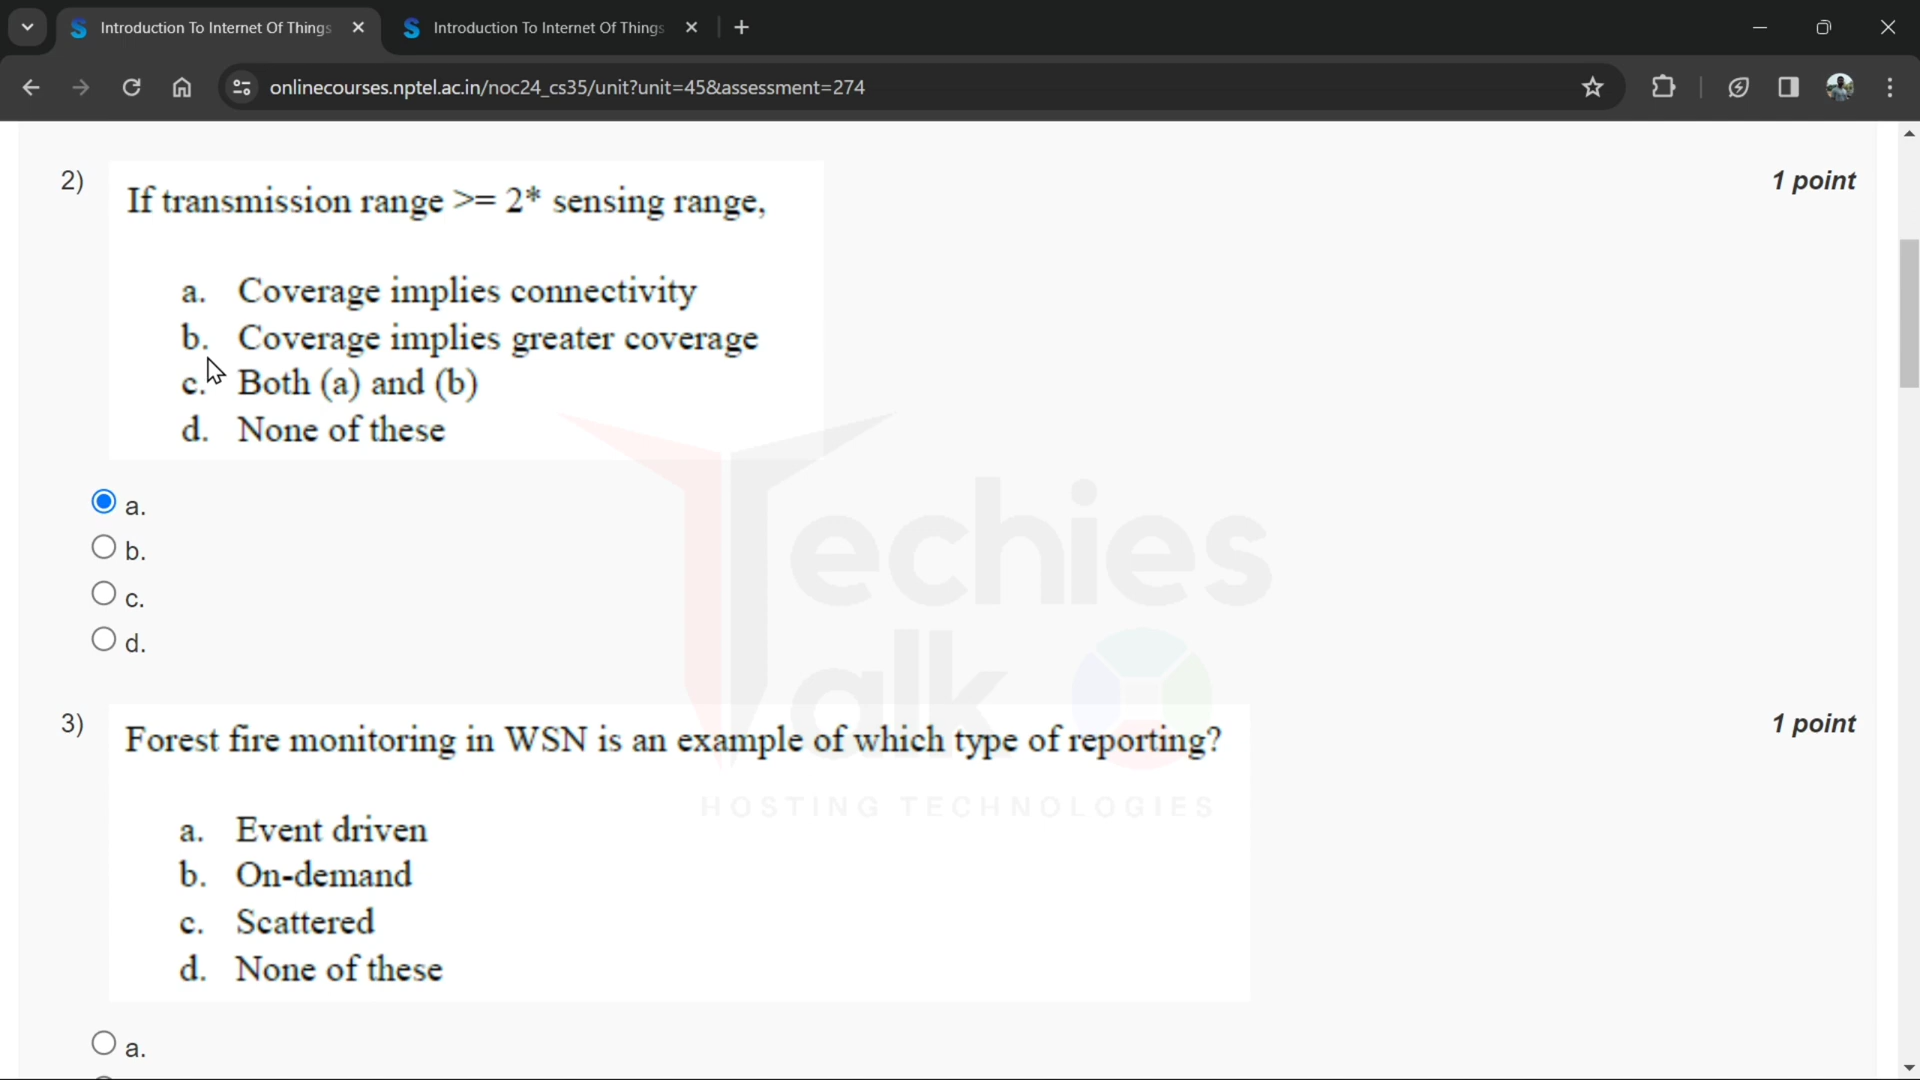 Introduction To Internet Of Things
Introduction To Internet Of Things
onlinecourses.nptel.ac.in/noc24_cs35/unit?unit=45&assessment=274
2)
1 point
If transmission range >= 2* sensing range,
a. Coverage implies connectivity
b. Coverage implies greater coverage
c. Both (a) and (b)
d. None of these
a.
b.
c.
d.
Techies
Talk
HOSTING TECHNOLOGIES
3)
1 point
Forest fire monitoring in WSN is an example of which type of reporting?
a. Event driven
b. On-demand
c. Scattered
d. None of these
a.